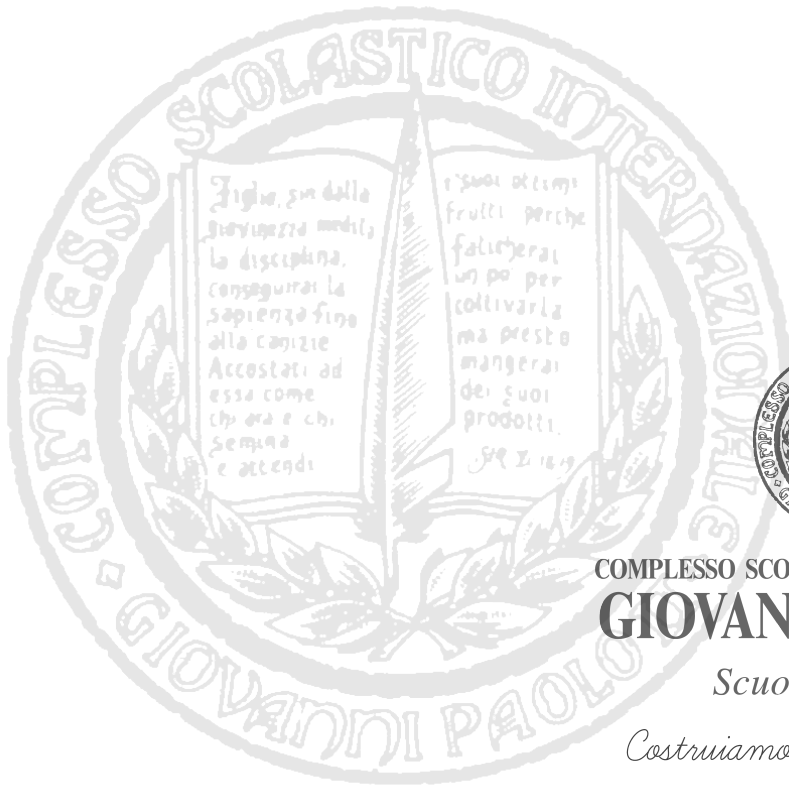 COMPLESSO SCOLASTICO INTERNAZIONALE
GIOVANNI PAOLO
Figlio, sin dalla
giovinezza medita
la disciplina,
conseguirai la
sapienza fino
alla canizie
Accostati ad
essa come
chi ara e chi
semina
e attendi
i suoi ottimi
frutti perche
faticherai
un po' per
coltivarla
ma presto
mangerai
dei suoi
prodotti.
COMPLESSO
COMPLESSO SCO
GIOVAN
Scuo
Costruiamo